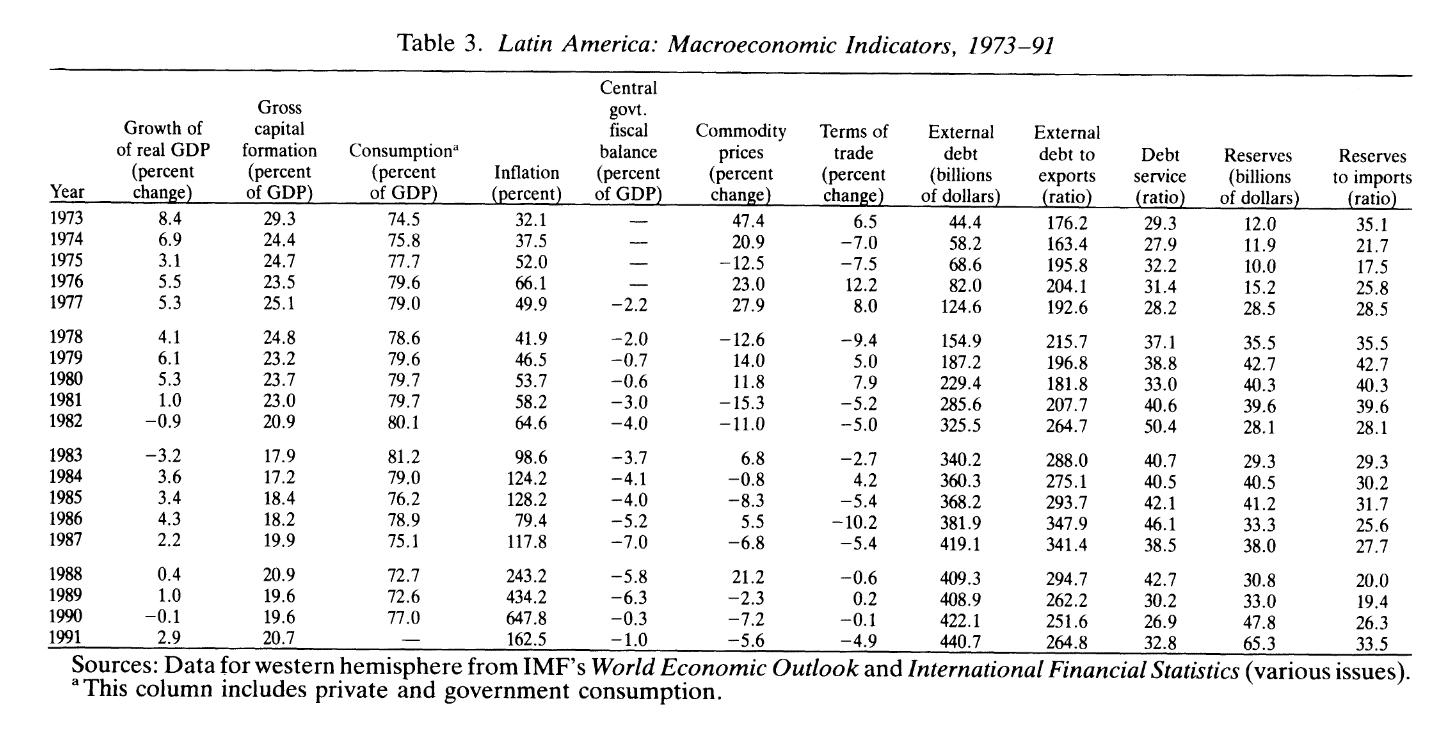 Table 3. Latin America: Macroeconomic Indicators, 1973–91
Central
Gross govt.
Growth of capital fiscal Commodity Terms of External External
of real GDP formation Consumptionᵃ balance prices trade debt debt to Debt Reserves Reserves
(percent (percent (percent Inflation (percent (percent (percent (billions exports service (billions to imports
Year change) of GDP) of GDP) (percent) of GDP) change) change) of dollars) (ratio) (ratio) of dollars) (ratio)
1973 8.4 29.3 74.5 32.1 — 47.4 6.5 44.4 176.2 29.3 12.0 35.1
1974 6.9 24.4 75.8 37.5 — 20.9 −7.0 58.2 163.4 27.9 11.9 21.7
1975 3.1 24.7 77.7 52.0 — −12.5 −7.5 68.6 195.8 32.2 10.0 17.5
1976 5.5 23.5 79.6 66.1 — 23.0 12.2 82.0 204.1 31.4 15.2 25.8
1977 5.3 25.1 79.0 49.9 −2.2 27.9 8.0 124.6 192.6 28.2 28.5 28.5
1978 4.1 24.8 78.6 41.9 −2.0 −12.6 −9.4 154.9 215.7 37.1 35.5 35.5
1979 6.1 23.2 79.6 46.5 −0.7 14.0 5.0 187.2 196.8 38.8 42.7 42.7
1980 5.3 23.7 79.7 53.7 −0.6 11.8 7.9 229.4 181.8 33.0 40.3 40.3
1981 1.0 23.0 79.7 58.2 −3.0 −15.3 −5.2 285.6 207.7 40.6 39.6 39.6
1982 −0.9 20.9 80.1 64.6 −4.0 −11.0 −5.0 325.5 264.7 50.4 28.1 28.1
1983 −3.2 17.9 81.2 98.6 −3.7 6.8 −2.7 340.2 288.0 40.7 29.3 29.3
1984 3.6 17.2 79.0 124.2 −4.1 −0.8 4.2 360.3 275.1 40.5 40.5 30.2
1985 3.4 18.4 76.2 128.2 −4.0 −8.3 −5.4 368.2 293.7 42.1 41.2 31.7
1986 4.3 18.2 78.9 79.4 −5.2 5.5 −10.2 381.9 347.9 46.1 33.3 25.6
1987 2.2 19.9 75.1 117.8 −7.0 −6.8 −5.4 419.1 341.4 38.5 38.0 27.7
1988 0.4 20.9 72.7 243.2 −5.8 21.2 −0.6 409.3 294.7 42.7 30.8 20.0
1989 1.0 19.6 72.6 434.2 −6.3 −2.3 0.2 408.9 262.2 30.2 33.0 19.4
1990 −0.1 19.6 77.0 647.8 −0.3 −7.2 −0.1 422.1 251.6 26.9 47.8 26.3
1991 2.9 20.7 — 162.5 −1.0 −5.6 −4.9 440.7 264.8 32.8 65.3 33.5
Sources: Data for western hemisphere from IMF's World Economic Outlook and International Financial Statistics (various issues).
ᵃ This column includes private and government consumption.